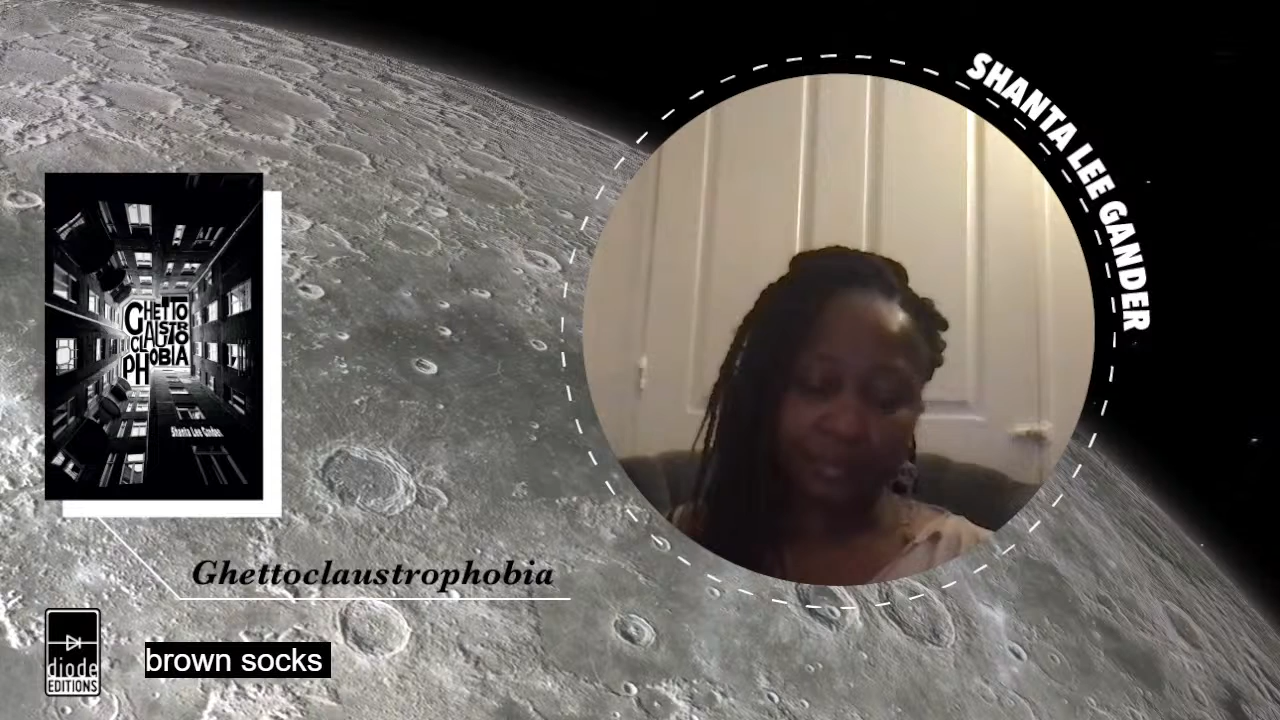 SHANTA LEE GANDER
GHETTO
CLAUSTRO
PHOBIA
Shanta Lee Gander
Ghettoclaustrophobia
diode
EDITIONS
brown socks